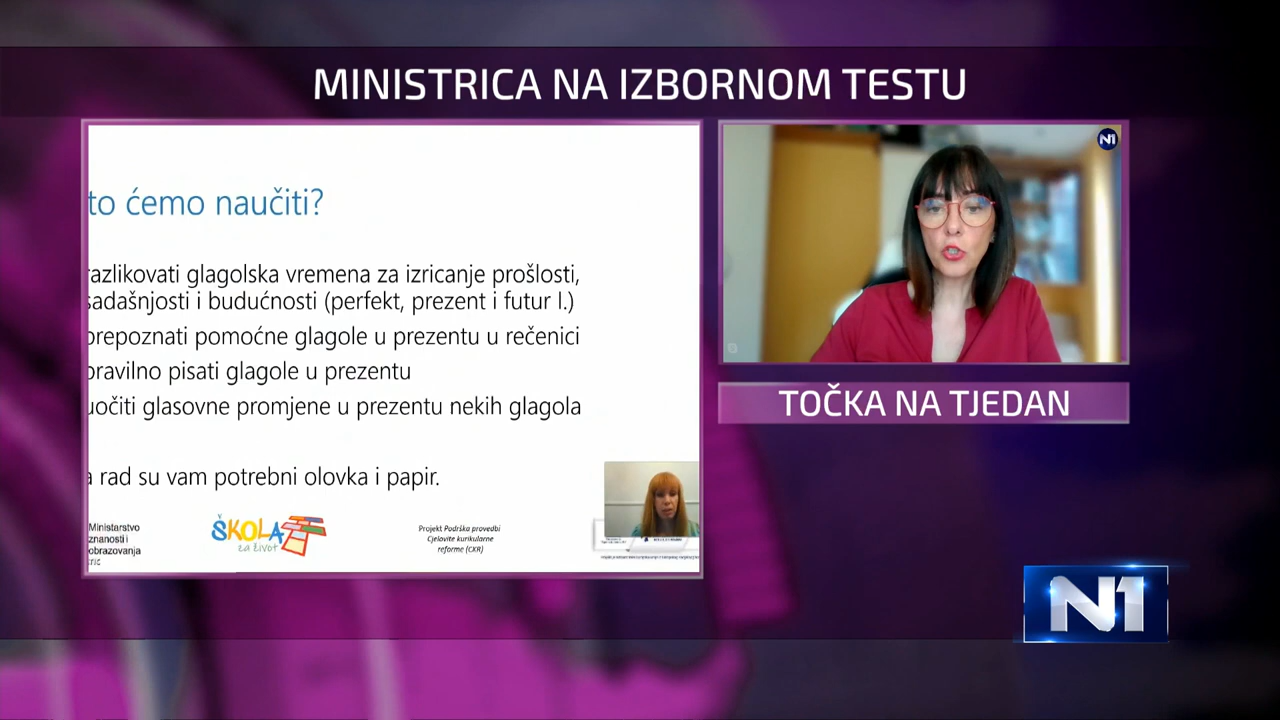 MINISTRICA NA IZBORNOM TESTU
to ćemo naučiti?
razlikovati glagolska vremena za izricanje prošlosti,
sadašnjosti i budućnosti (perfekt, prezent i futur I.)
prepoznati pomoćne glagole u prezentu u rečenici
pravilno pisati glagole u prezentu
uočiti glasovne promjene u prezentu nekih glagola
a rad su vam potrebni olovka i papir.
Ministarstvo
znanosti i
obrazovanja
ŠKOLA
za život
Projekt Podrška provedbi
Cjelovite kurikularne
reforme (CKR)
N1
TOČKA NA TJEDAN
N1